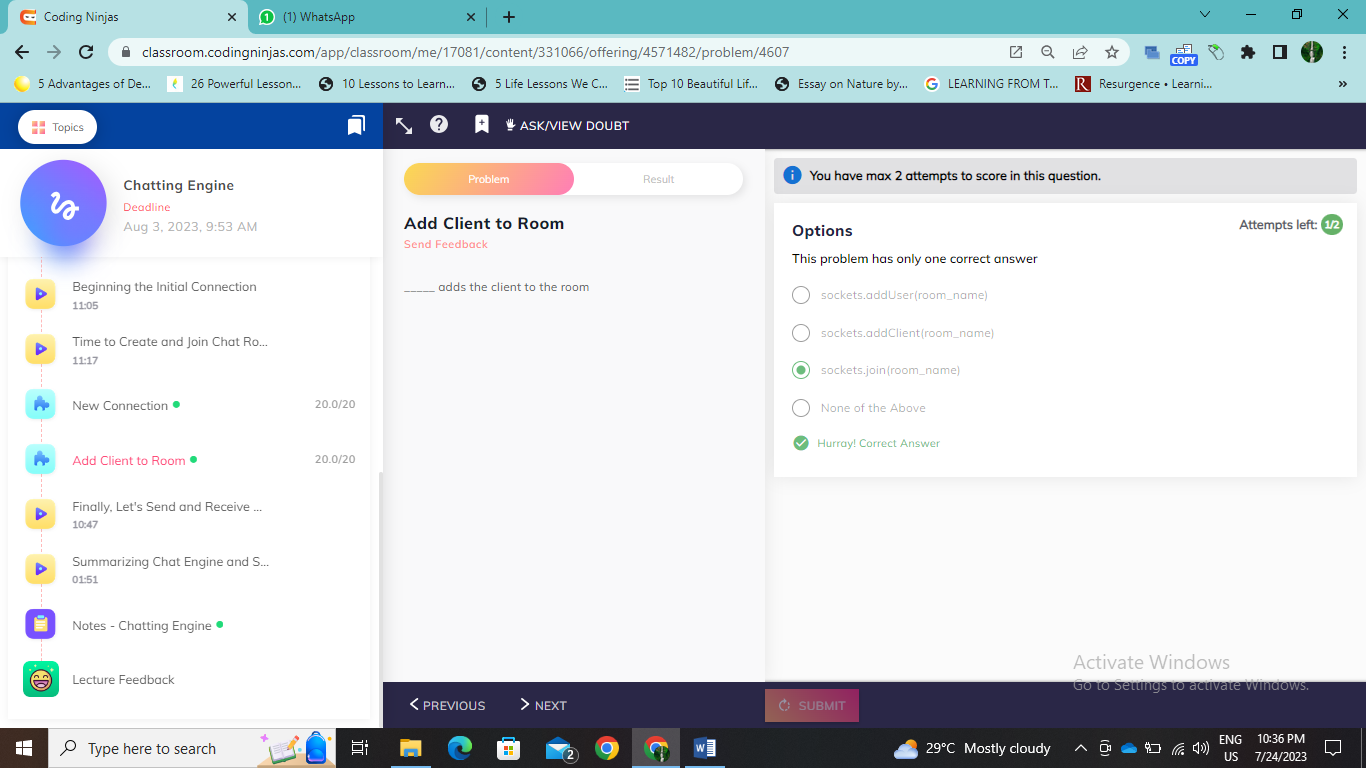 Coding Ninjas
(1) WhatsApp
classroom.codingninjas.com/app/classroom/me/17081/content/331066/offering/4571482/problem/4607
COPY
5 Advantages of De...
26 Powerful Lesson...
10 Lessons to Learn...
5 Life Lessons We C...
Top 10 Beautiful Lif...
Essay on Nature by...
LEARNING FROM T...
Resurgence • Learni...
Topics
ASK/VIEW DOUBT
Chatting Engine
Deadline
Aug 3, 2023, 9:53 AM
Beginning the Initial Connection
11:05
Time to Create and Join Chat Ro...
11:17
New Connection
20.0/20
Add Client to Room
20.0/20
Finally, Let's Send and Receive ...
10:47
Summarizing Chat Engine and S...
01:51
Notes - Chatting Engine
Lecture Feedback
Problem
Result
Add Client to Room
Send Feedback
_____ adds the client to the room
You have max 2 attempts to score in this question.
Options
Attempts left: 1/2
This problem has only one correct answer
sockets.addUser(room_name)
sockets.addClient(room_name)
sockets.join(room_name)
None of the Above
Hurray! Correct Answer
Activate Windows
Go to Settings to activate Windows.
PREVIOUS
NEXT
SUBMIT
Type here to search
2
29°C Mostly cloudy
ENG
US
10:36 PM
7/24/2023